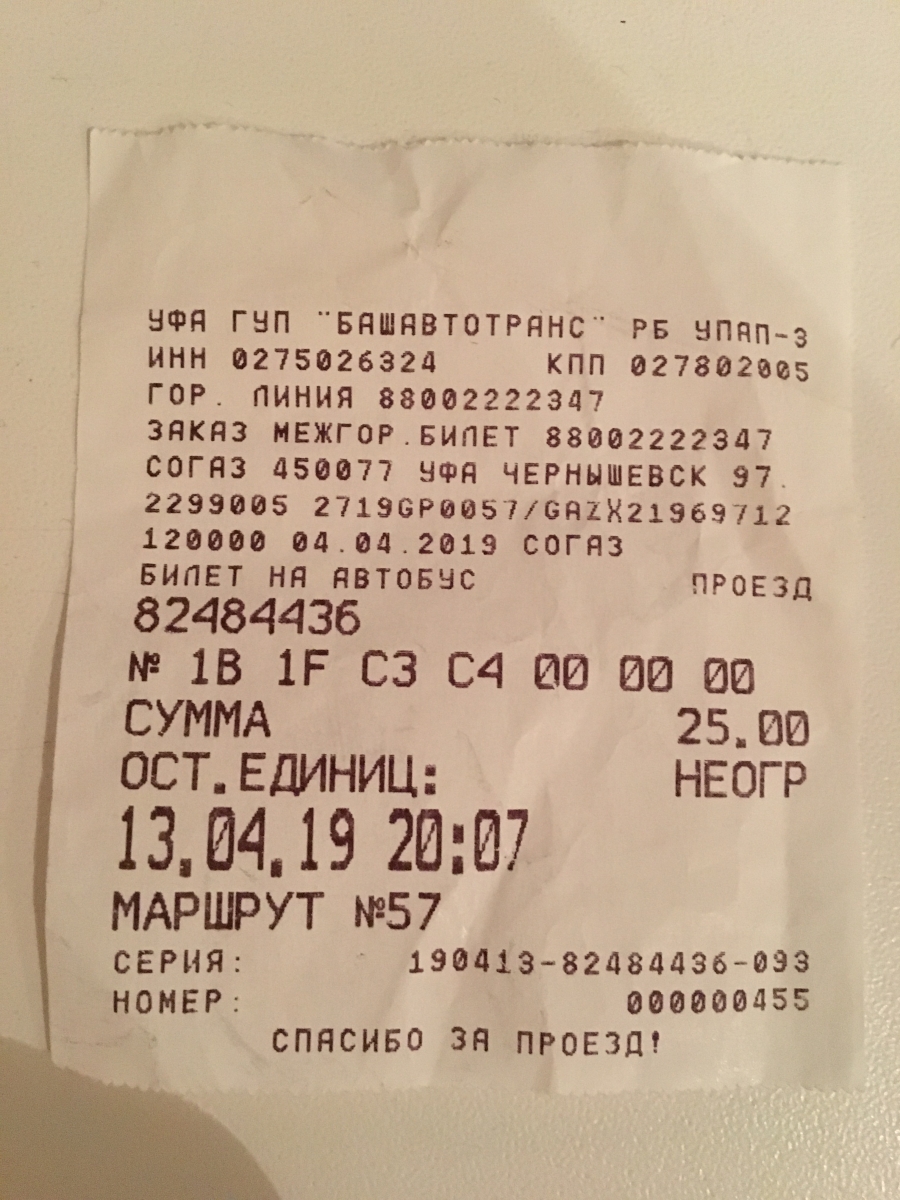 УФА ГУП "БАШАВТОТРАНС" РБ УПАП-3
ИНН 0275026324 КПП 027802005
ГОР. ЛИНИЯ 88002222347
ЗАКАЗ МЕЖГОР.БИЛЕТ 88002222347
СОГАЗ 450077 УФА ЧЕРНЫШЕВСК 97.
2299005 2719GP0057/GAZX21969712
120000 04.04.2019 СОГАЗ
БИЛЕТ НА АВТОБУС ПРОЕЗД
82484436
№ 1B 1F C3 C4 00 00 00
СУММА 25.00
ОСТ.ЕДИНИЦ: НЕОГР
13.04.19 20:07
МАРШРУТ №57
СЕРИЯ: 190413-82484436-093
НОМЕР: 000000455
СПАСИБО ЗА ПРОЕЗД!